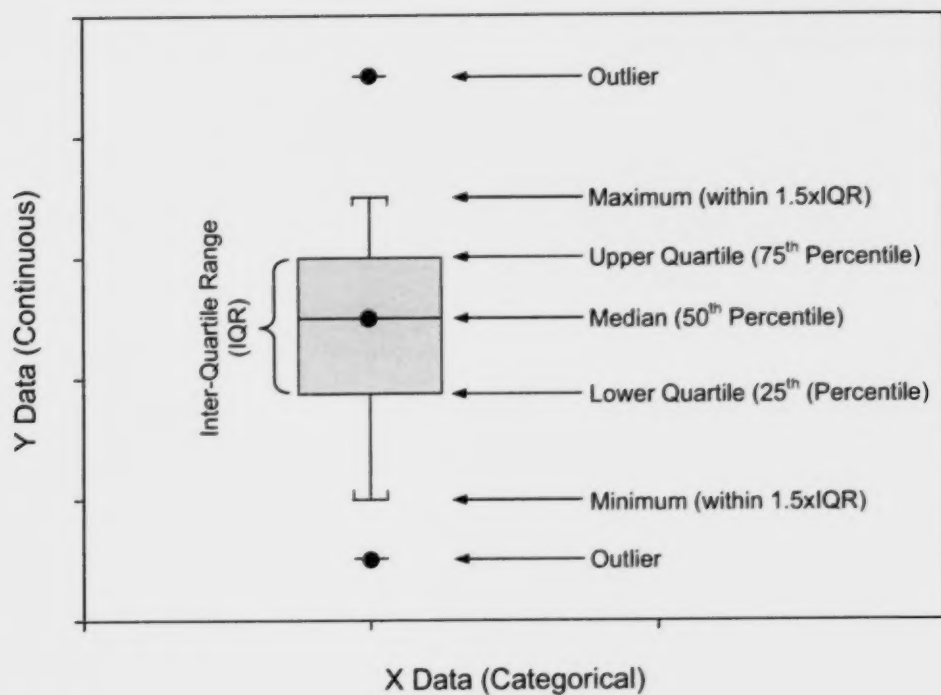 Outlier
Maximum (within 1.5xIQR)
Upper Quartile (75th Percentile)
Median (50th Percentile)
Lower Quartile (25th (Percentile)
Minimum (within 1.5xIQR)
Outlier
Inter-Quartile Range
(IQR)
Y Data (Continuous)
X Data (Categorical)